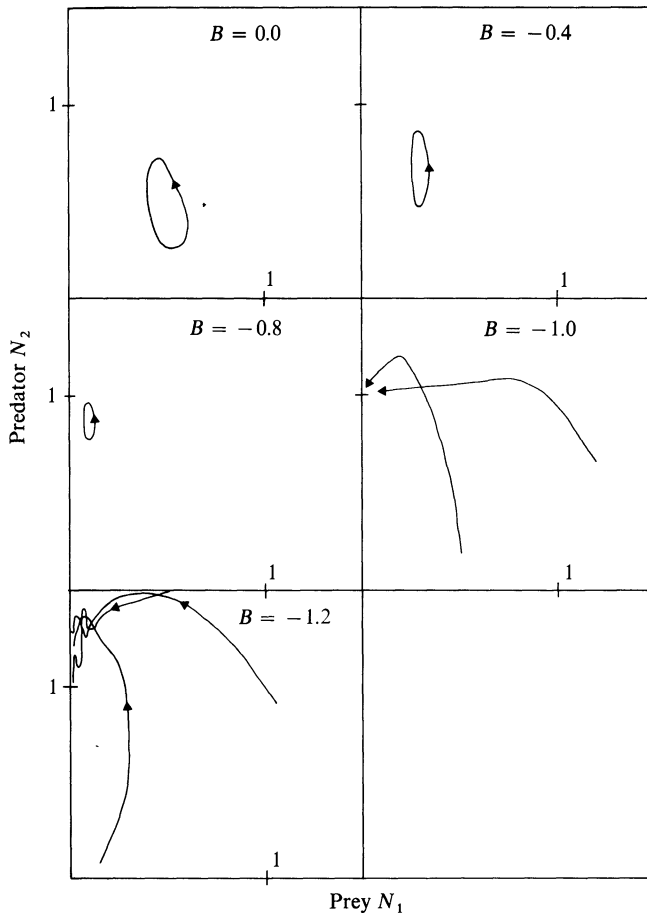 B = 0.0
B = −0.4
1
1
1
B = −0.8
B = −1.0
1
Predator N₂
1
1
B = −1.2
1
1
Prey N₁